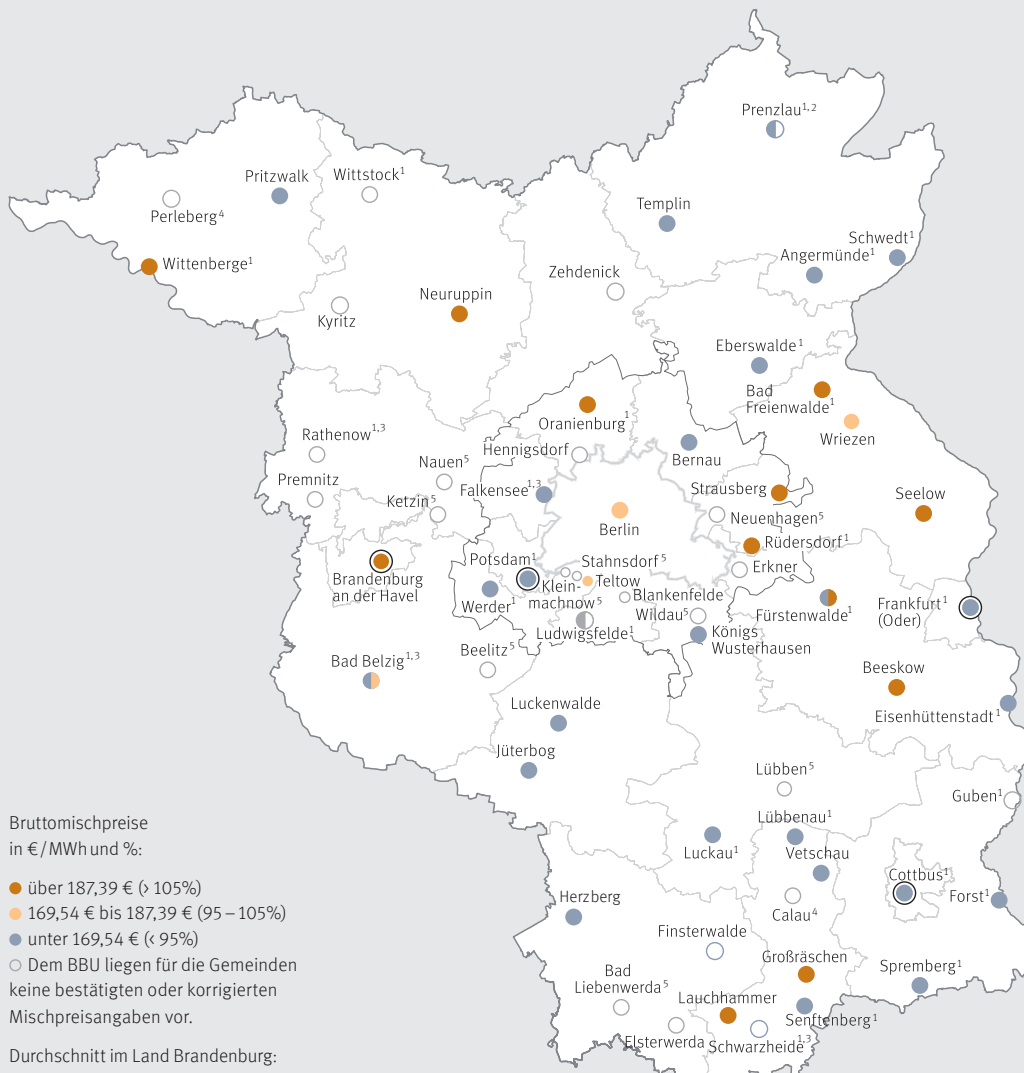 Prenzlau1,2
Pritzwalk
Wittstock1
Perleberg4
Templin
Schwedt1
Angermünde1
Wittenberge1
Zehdenick
Neuruppin
Kyritz
Eberswalde1
Bad
Freienwalde1
Oranienburg1
Wriezen
Rathenow1,3
Hennigsdorf
Nauen5
Bernau
Premnitz
Falkensee1,3
Strausberg
Seelow
Ketzin5
Neuenhagen5
Berlin
Rüdersdorf1
Potsdam1
Stahnsdorf5
Erkner
Brandenburg
an der Havel
Klein-
machnow5
Teltow
Werder1
Blankenfelde
Wildau5
Fürstenwalde1
Frankfurt1
(Oder)
Ludwigsfelde1
Königs
Wusterhausen
Beelitz5
Bad Belzig1,3
Beeskow
Luckenwalde
Eisenhüttenstadt1
Jüterbog
Lübben5
Guben1
Lübbenau1
Luckau1
Vetschau
Cottbus1
Herzberg
Forst1
Calau4
Finsterwalde
Großräschen
Spremberg1
Bad
Liebenwerda5
Lauchhammer
Senftenberg1
Elsterwerda
Schwarzheide1,3
Bruttomischpreise
in €/MWh und %:
über 187,39 € (> 105%)
169,54 € bis 187,39 € (95–105%)
unter 169,54 € (< 95%)
Dem BBU liegen für die Gemeinden
keine bestätigten oder korrigierten
Mischpreisangaben vor.
Durchschnitt im Land Brandenburg: